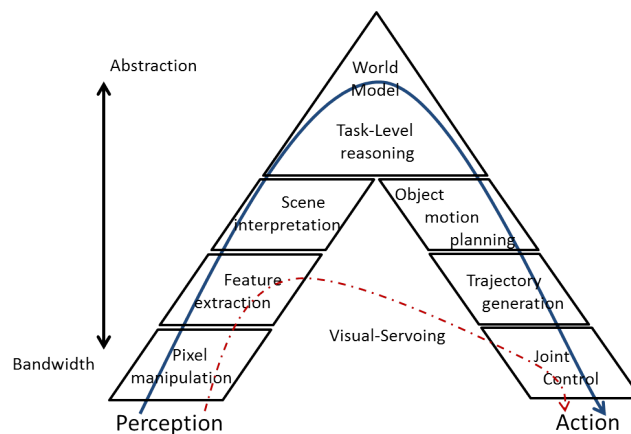 World
Model
Abstraction
Task-Level
reasoning
Scene
interpretation
Object
motion
planning
Feature
extraction
Trajectory
generation
Visual-Servoing
Bandwidth
Pixel
manipulation
Joint
Control
Perception
Action